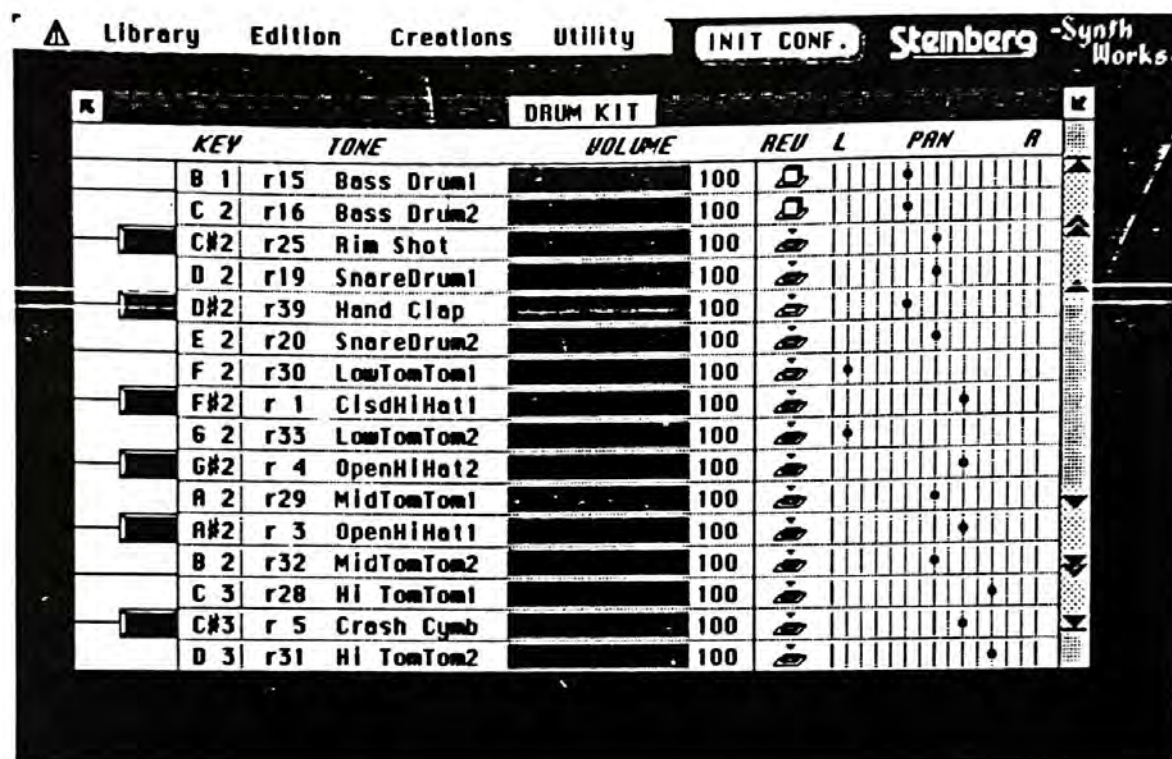 Library Edition Creations Utility INIT CONF. Steinberg -Synth Works-
DRUM KIT
KEY TONE VOLUME REV L PAN R
B 1 r15 Bass Drum1 100
C 2 r16 Bass Drum2 100
C#2 r25 Rim Shot 100
D 2 r19 SnareDrum1 100
D#2 r39 Hand Clap 100
E 2 r20 SnareDrum2 100
F 2 r30 LowTomTom1 100
F#2 r 1 ClsdHiHat1 100
G 2 r33 LowTomTom2 100
G#2 r 4 OpenHiHat2 100
A 2 r29 MidTomTom1 100
A#2 r 3 OpenHiHat1 100
B 2 r32 MidTomTom2 100
C 3 r28 Hi TomTom1 100
C#3 r 5 Crash Cymb 100
D 3 r31 Hi TomTom2 100